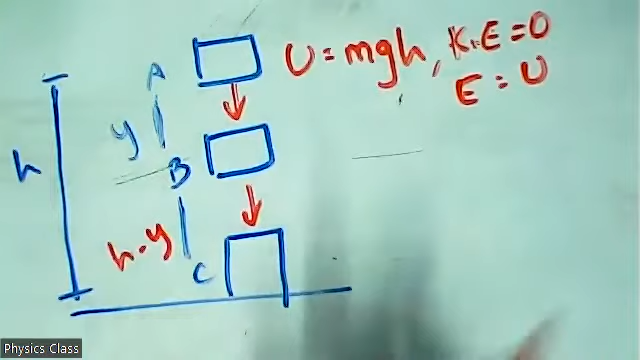 A
U = mgh, K.E = 0
E = U
y
h
B
h-y
C
Physics Class